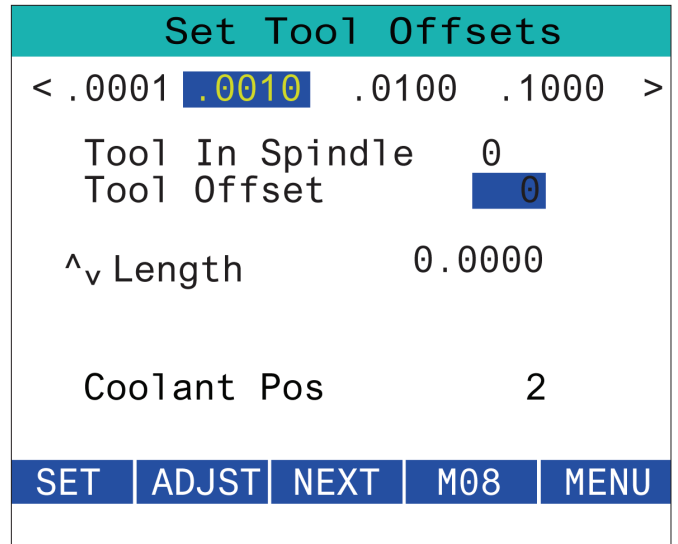 Set Tool Offsets
< .0001 .0010 .0100 .1000 >
Tool In Spindle 0
Tool Offset 0
^v Length 0.0000
Coolant Pos 2
SET ADJST NEXT M08 MENU